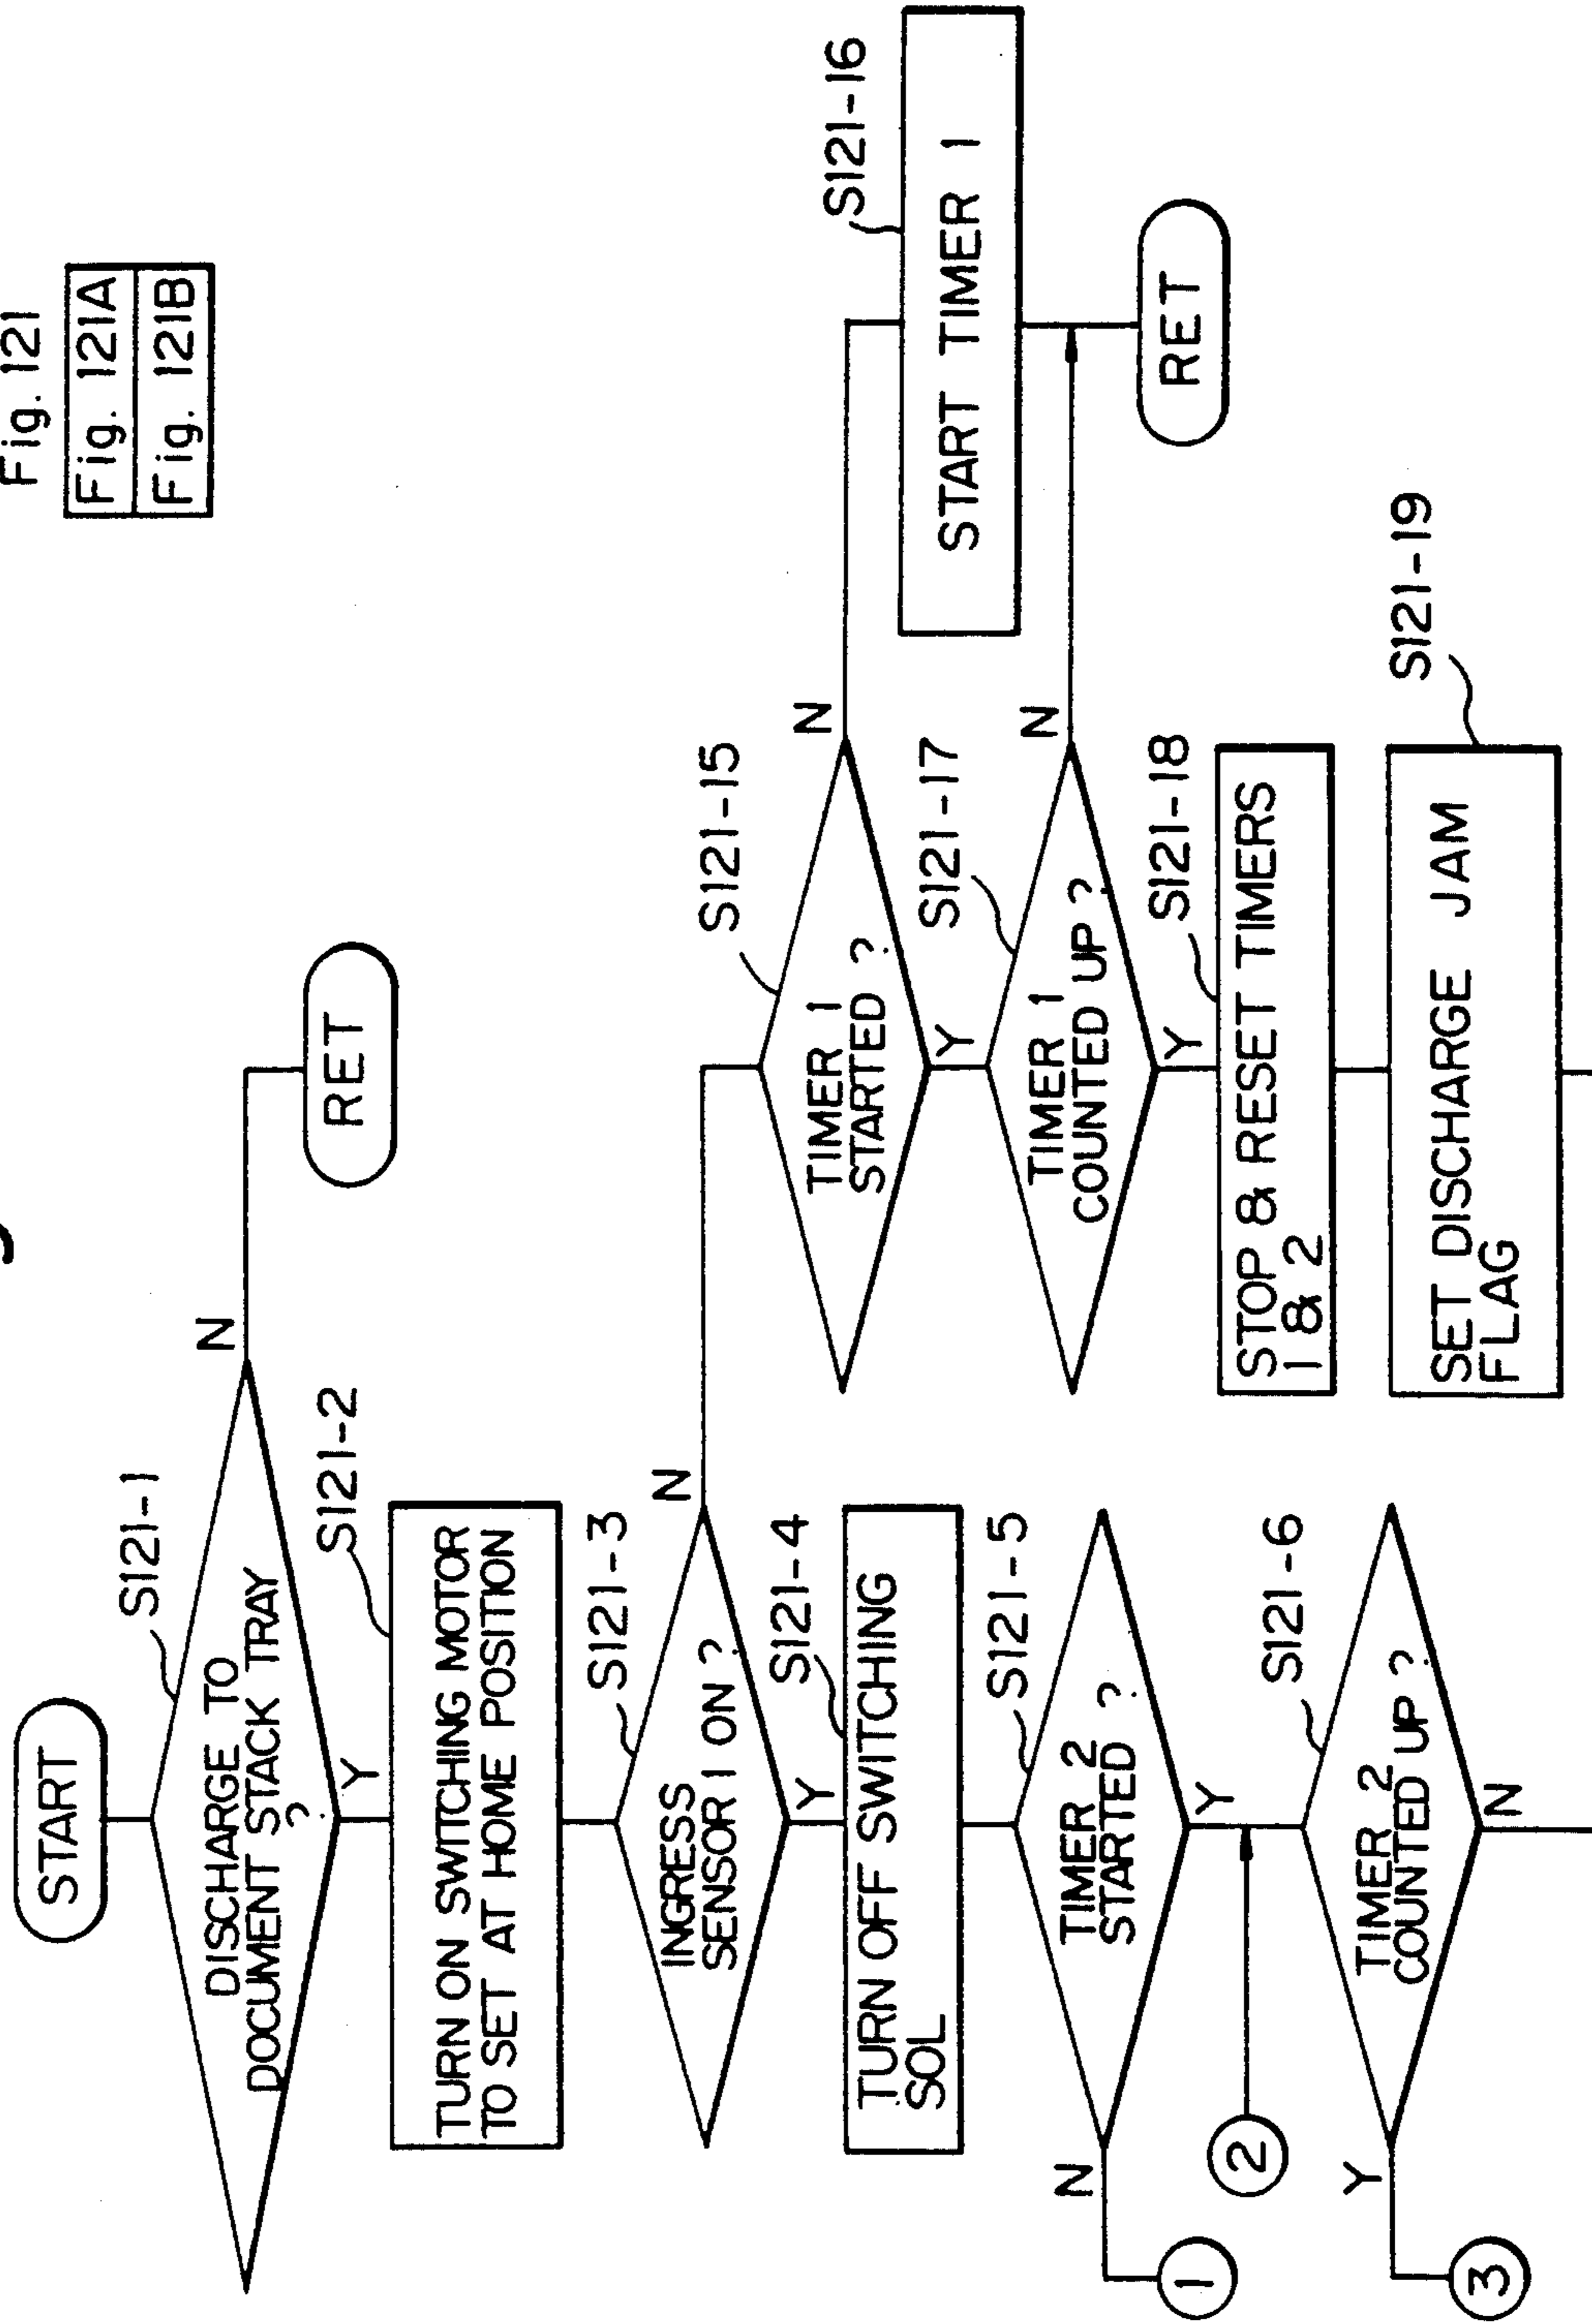 Fig. 121
Fig. 121A
Fig. 121B
START
S121-1
DISCHARGE TO
DOCUMENT STACK TRAY
?
N
RET
Y
S121-2
TURN ON SWITCHING MOTOR
TO SET AT HOME POSITION
S121-3
INGRESS
SENSOR 1 ON ?
N
Y
S121-4
TURN OFF SWITCHING
SOL
S121-5
TIMER 2
STARTED ?
N
1
Y
2
S121-6
TIMER 2
COUNTED UP ?
Y
3
N
S121-15
TIMER 1
STARTED ?
N
S121-16
START TIMER 1
RET
Y
S121-17
TIMER 1
COUNTED UP ?
N
Y
S121-18
STOP & RESET TIMERS
1 & 2
S121-19
SET DISCHARGE JAM
FLAG